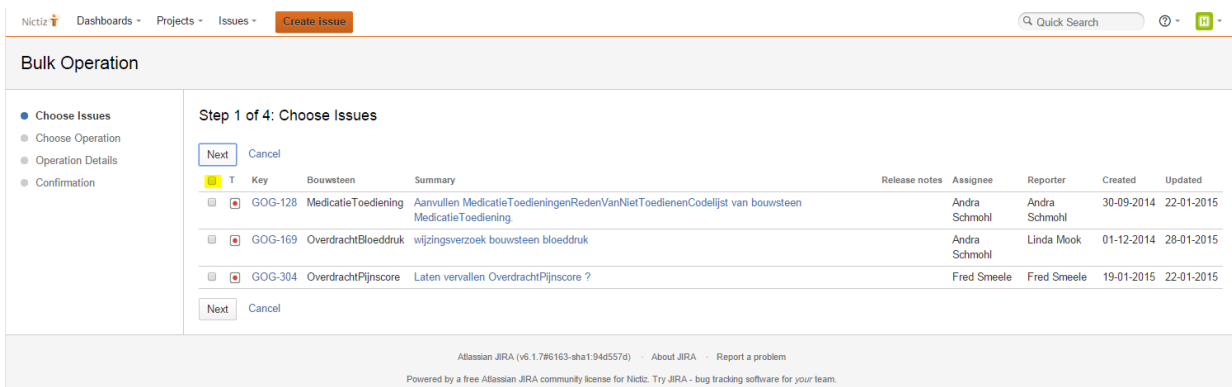 Nictiz Dashboards Projects Issues Create issue Quick Search H
Bulk Operation
Choose Issues
Choose Operation
Operation Details
Confirmation
Step 1 of 4: Choose Issues
Next Cancel
T Key Bouwsteen Summary Release notes Assignee Reporter Created Updated
GOG-128 MedicatieToediening Aanvullen MedicatieToedieningenRedenVanNietToedienenCodelijst van bouwsteen Andra Andra 30-09-2014 22-01-2015
MedicatieToediening. Schmohl Schmohl
GOG-169 OverdrachtBloeddruk wijzingsverzoek bouwsteen bloeddruk Andra Linda Mook 01-12-2014 28-01-2015
Schmohl
GOG-304 OverdrachtPijnscore Laten vervallen OverdrachtPijnscore ? Fred Smeele Fred Smeele 19-01-2015 22-01-2015
Next Cancel
Atlassian JIRA (v6.1.7#6163-sha1:94d557d) · About JIRA · Report a problem
Powered by a free Atlassian JIRA community license for Nictiz. Try JIRA - bug tracking software for your team.